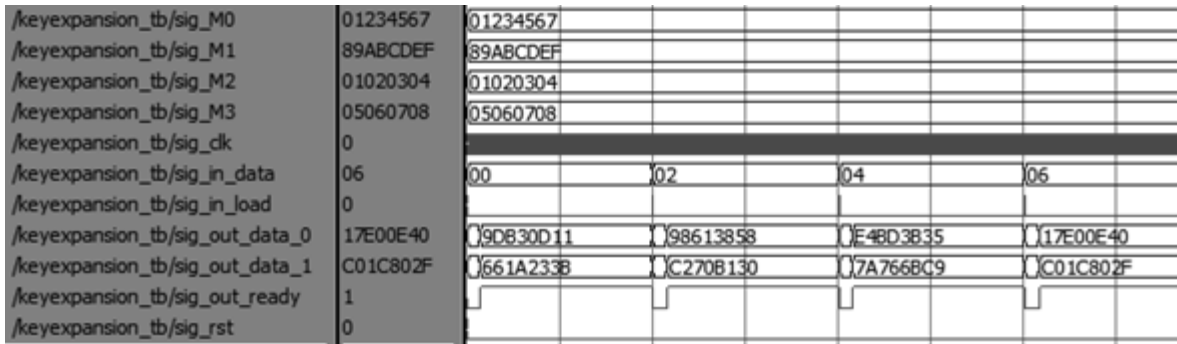 /keyexpansion_tb/sig_M0 01234567 01234567
/keyexpansion_tb/sig_M1 89ABCDEF 89ABCDEF
/keyexpansion_tb/sig_M2 01020304 01020304
/keyexpansion_tb/sig_M3 05060708 05060708
/keyexpansion_tb/sig_clk 0
/keyexpansion_tb/sig_in_data 06 00 02 04 06
/keyexpansion_tb/sig_in_load 0
/keyexpansion_tb/sig_out_data_0 17E00E40 9DB30D11 98613858 E4BD3B35 17E00E40
/keyexpansion_tb/sig_out_data_1 C01C802F 661A233B C270B130 7A766BC9 C01C802F
/keyexpansion_tb/sig_out_ready 1
/keyexpansion_tb/sig_rst 0